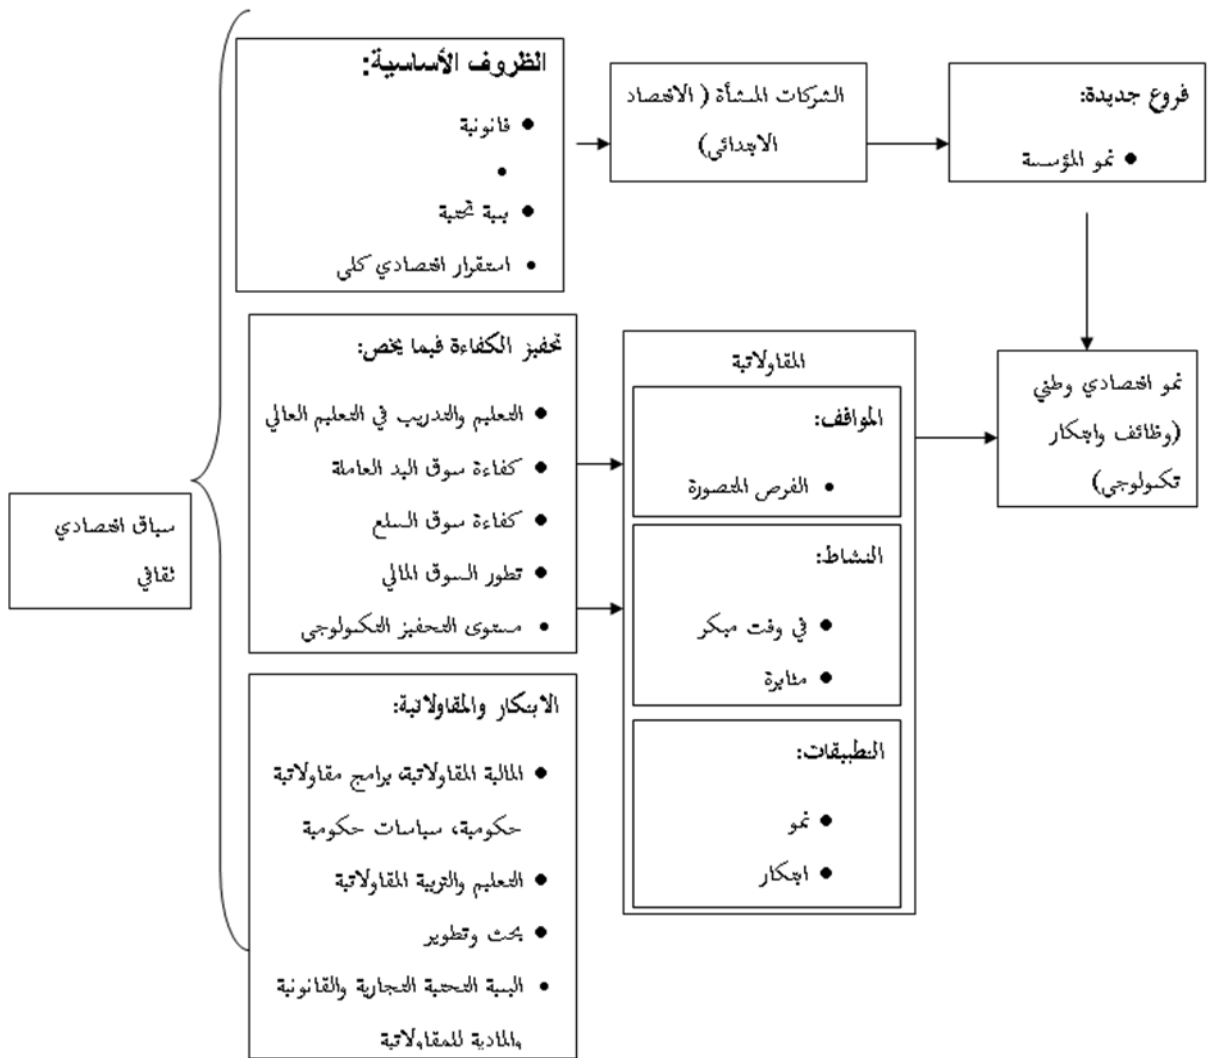 الظروف الأساسية:
• قانونية
•
• بنية تحتية
• استقرار اقتصادي كلي
الشركات المنشأة ( الاقتصاد
الابتدائي)
فروع جديدة:
• نمو المؤسسة
تحفيز الكفاءة فيما يخص:
• التعليم والتدريب في التعليم العالي
• كفاءة سوق اليد العاملة
• كفاءة سوق السلع
• تطور السوق المالي
• مستوى التحفيز التكنولوجي
المقاولاتية
المواقف:
• الفرص المتصورة
النشاط:
• في وقت مبكر
• مثابرة
التطبيقات:
• نمو
• ابتكار
نمو اقتصادي وطني
(وظائف وابتكار
تكنولوجي)
سياق اقتصادي
ثقافي
الابتكار والمقاولاتية:
• المالية المقاولاتية، برامج مقاولاتية
حكومية، سياسات حكومية
• التعليم والتربية المقاولاتية
• بحث وتطوير
• البنية التحتية التجارية والقانونية
والمادية للمقاولاتية